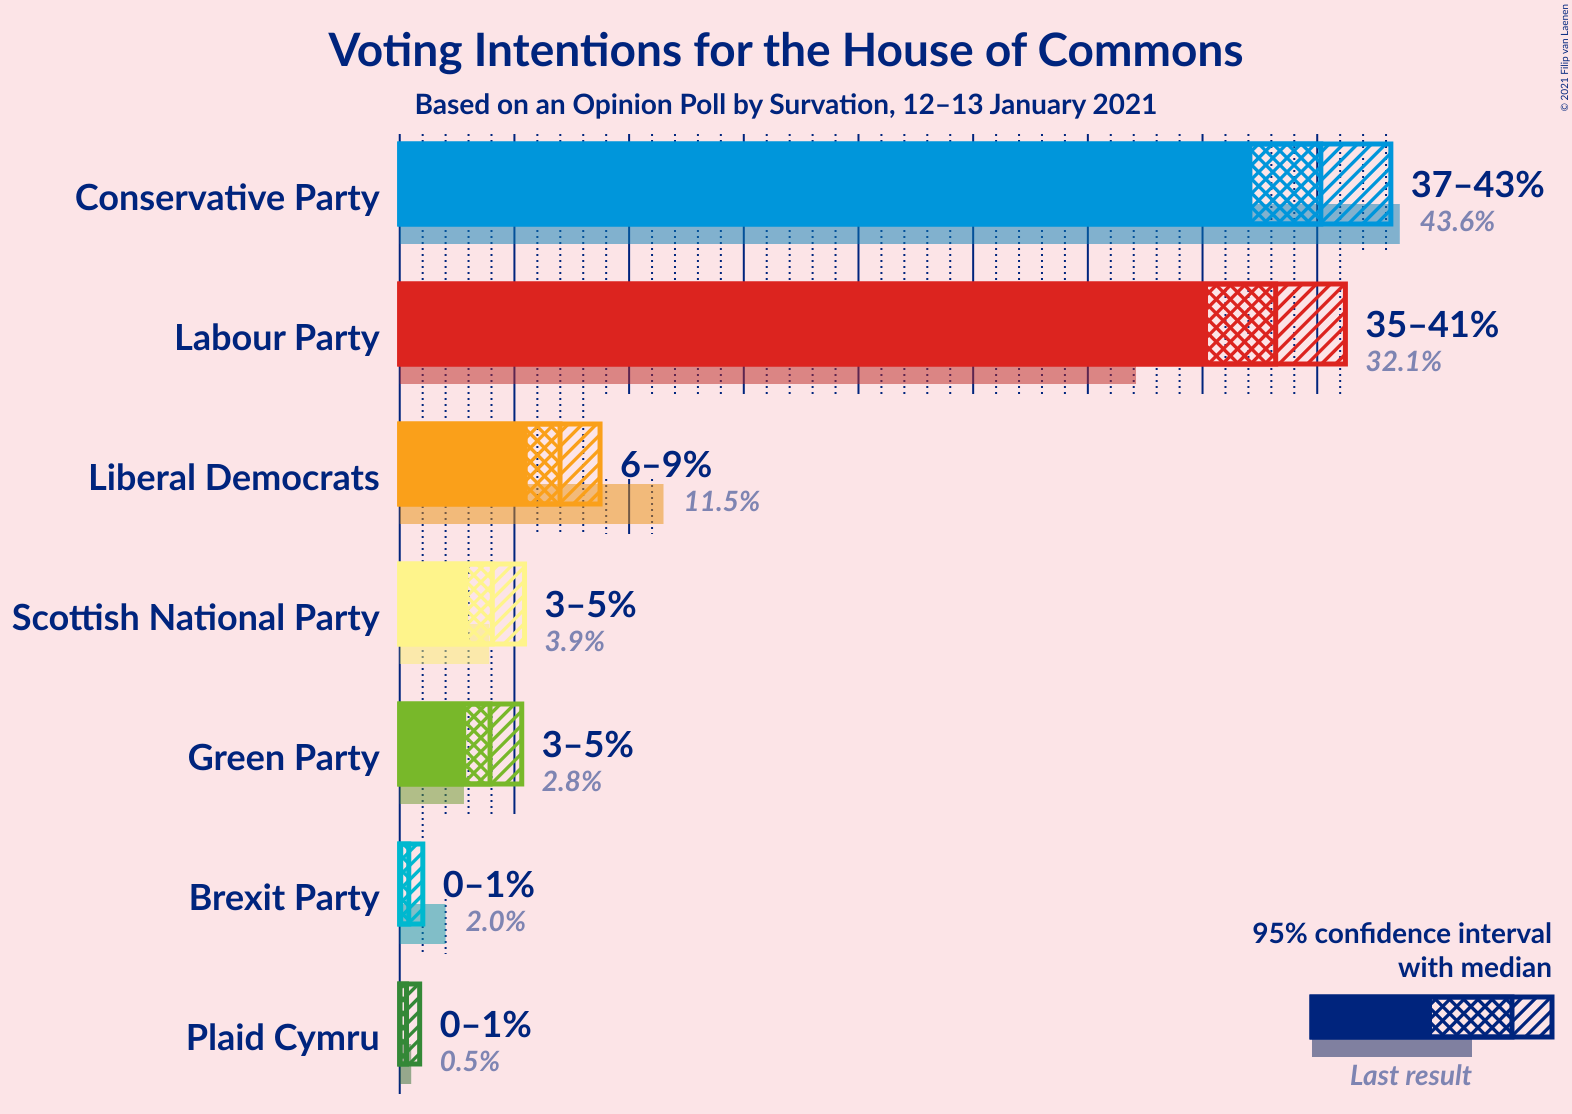 Voting Intentions for the House of Commons
Based on an Opinion Poll by Survation, 12–13 January 2021
© 2021 Filip van Laenen
Conservative Party
37–43%
43.6%
Labour Party
35–41%
32.1%
Liberal Democrats
6–9%
11.5%
Scottish National Party
3–5%
3.9%
Green Party
3–5%
2.8%
Brexit Party
0–1%
2.0%
Plaid Cymru
0–1%
0.5%
95% confidence interval
with median
Last result